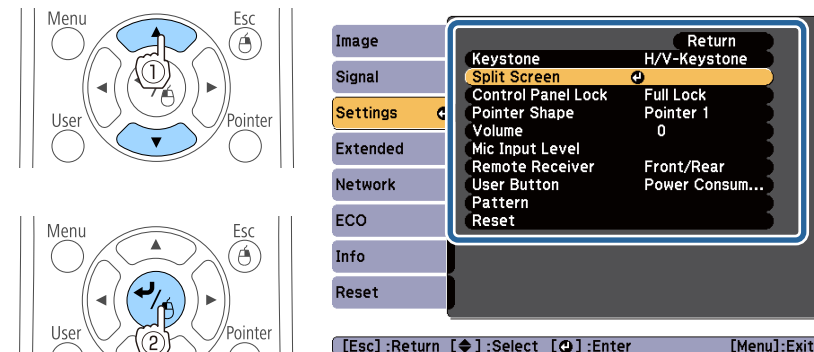 Menu
Esc
1
User
Pointer
Menu
Esc
User
Pointer
2
Image
Signal
Settings
Extended
Network
ECO
Info
Reset
Return
Keystone H/V-Keystone
Split Screen
Control Panel Lock Full Lock
Pointer Shape Pointer 1
Volume 0
Mic Input Level
Remote Receiver Front/Rear
User Button Power Consum...
Pattern
Reset
[Esc] :Return [◆] :Select [⏎] :Enter [Menu]:Exit